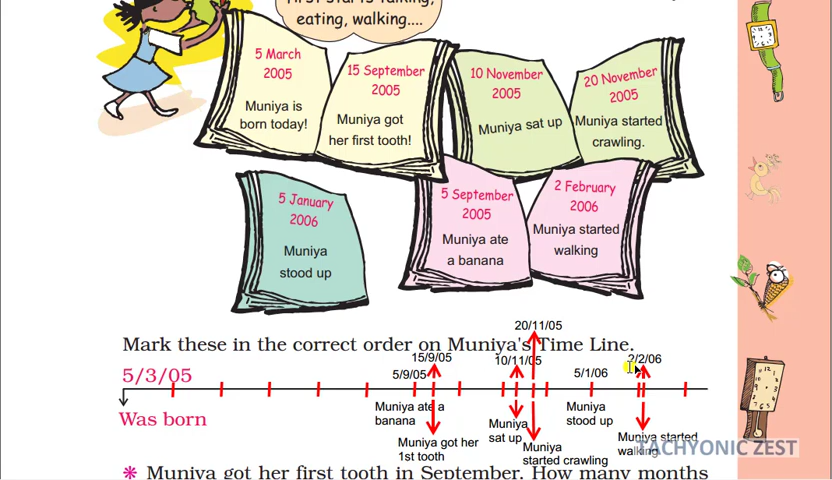 First starts talking,
eating, walking....
5 March
2005
Muniya is
born today!
15 September
2005
Muniya got
her first tooth!
10 November
2005
Muniya sat up
20 November
2005
Muniya started
crawling.
5 January
2006
Muniya
stood up
5 September
2005
Muniya ate
a banana
2 February
2006
Muniya started
walking
Mark these in the correct order on Muniya's Time Line.
20/11/05
15/9/05
10/11/05
2/2/06
5/3/05
5/9/05
5/1/06
Was born
Muniya ate a
banana
Muniya got her
1st tooth
Muniya
sat up
Muniya
started crawling
Muniya
stood up
Muniya started
walking
TACHYONIC ZEST
Muniya got her first tooth in September. How many months